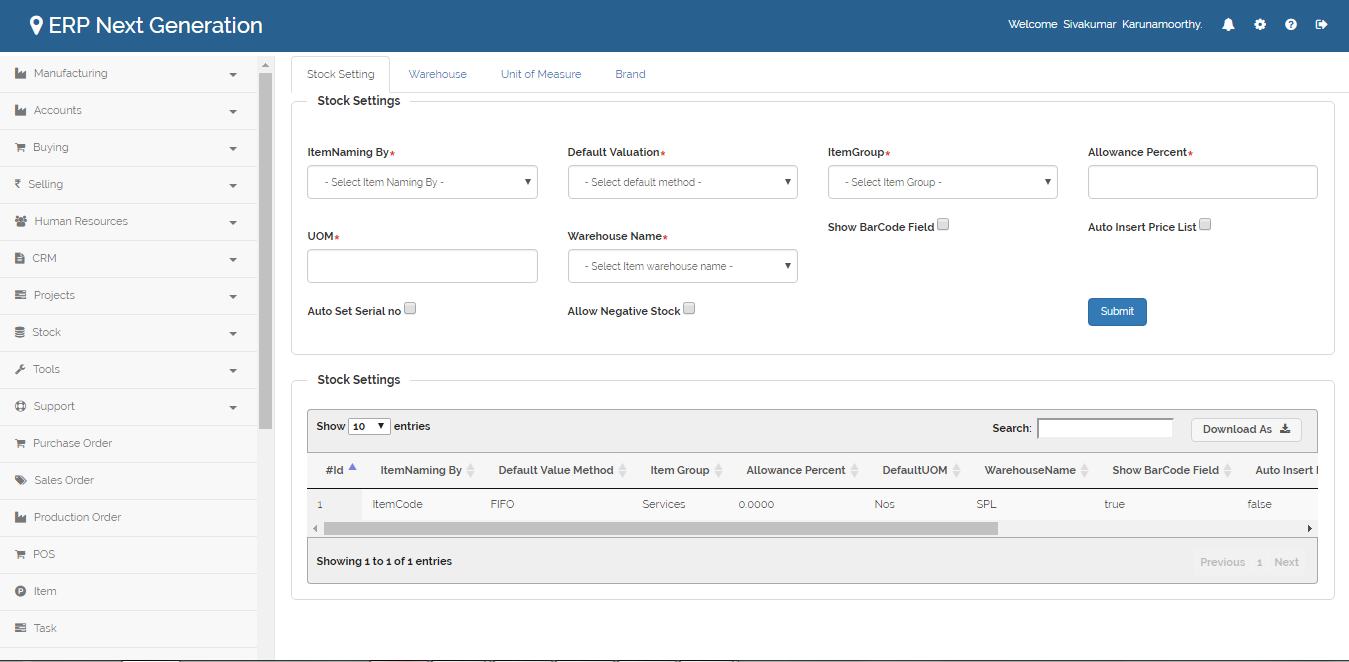 ERP Next Generation
Welcome Sivakumar Karunamoorthy.
Manufacturing
Accounts
Buying
Selling
Human Resources
CRM
Projects
Stock
Tools
Support
Purchase Order
Sales Order
Production Order
POS
Item
Task
Stock Setting Warehouse Unit of Measure Brand
Stock Settings
ItemNaming By* Default Valuation* ItemGroup* Allowance Percent*
- Select Item Naming By - - Select default method - - Select Item Group -
Show BarCode Field Auto Insert Price List
UOM* Warehouse Name*
- Select Item warehouse name -
Auto Set Serial no Allow Negative Stock Submit
Stock Settings
Show 10 entries Search: Download As
#Id ItemNaming By Default Value Method Item Group Allowance Percent DefaultUOM WarehouseName Show BarCode Field Auto Insert
1 ItemCode FIFO Services 0.0000 Nos SPL true false
Showing 1 to 1 of 1 entries Previous 1 Next